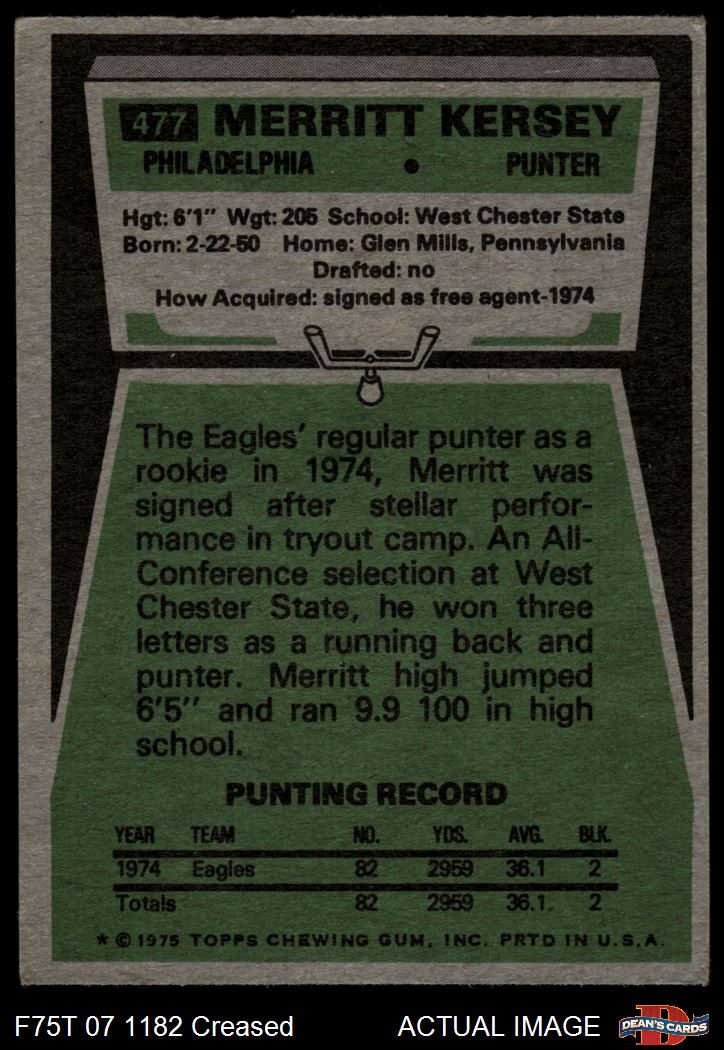 477 MERRITT KERSEY
PHILADELPHIA • PUNTER
Hgt: 6'1" Wgt: 205 School: West Chester State
Born: 2-22-50 Home: Glen Mills, Pennsylvania
Drafted: no
How Acquired: signed as free agent-1974
The Eagles' regular punter as a
rookie in 1974, Merritt was
signed after stellar perfor-
mance in tryout camp. An All-
Conference selection at West
Chester State, he won three
letters as a running back and
punter. Merritt high jumped
6'5" and ran 9.9 100 in high
school.
PUNTING RECORD
YEAR TEAM NO. YDS. AVG. BLK.
1974 Eagles 82 2959 36.1 2
Totals 82 2959 36.1 2
* © 1975 TOPPS CHEWING GUM, INC. PRTD IN U.S.A.
F75T 07 1182 Creased ACTUAL IMAGE D DEAN'S CARDS